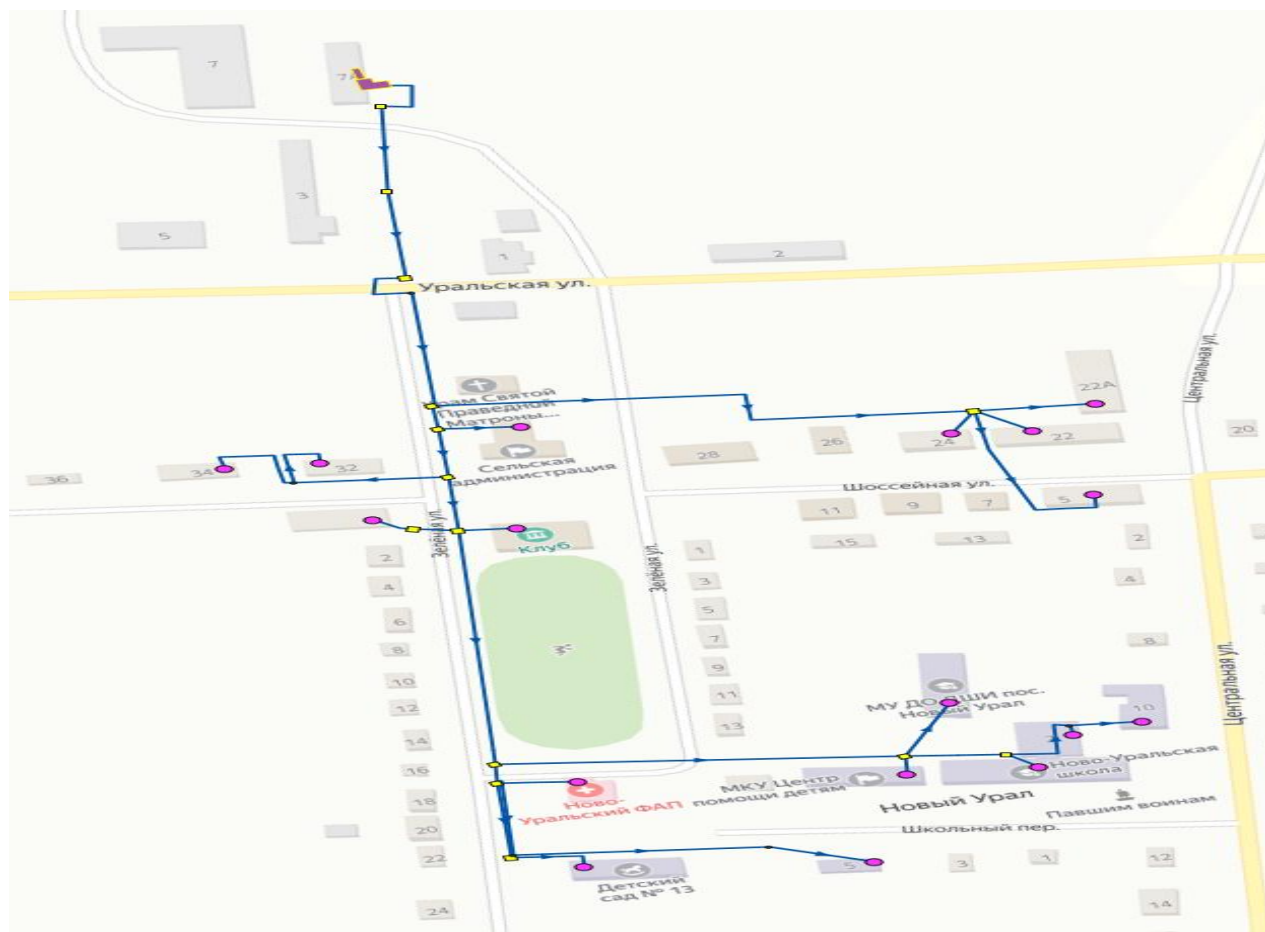 7
7А
3
5
1
2
Уральская ул.
Храм Святой
Праведной
Матроны...
22А
Центральная ул.
20
24
22
26
28
Сельская
администрация
34
32
36
Шоссейная ул.
5
7
9
11
15
13
2
4
8
Зелёная ул.
Клуб
Зелёная ул.
2
4
6
8
10
12
14
16
18
20
22
24
1
3
5
7
9
11
13
МУ ДО ДШИ пос.
Новый Урал
10
Центральная ул.
Ново-Уральская
школа
МКУ Центр
помощи детям
Новый Урал
Павшим воинам
Ново-
Уральский ФАП
Школьный пер.
Детский
сад № 13
5
3
1
12
14